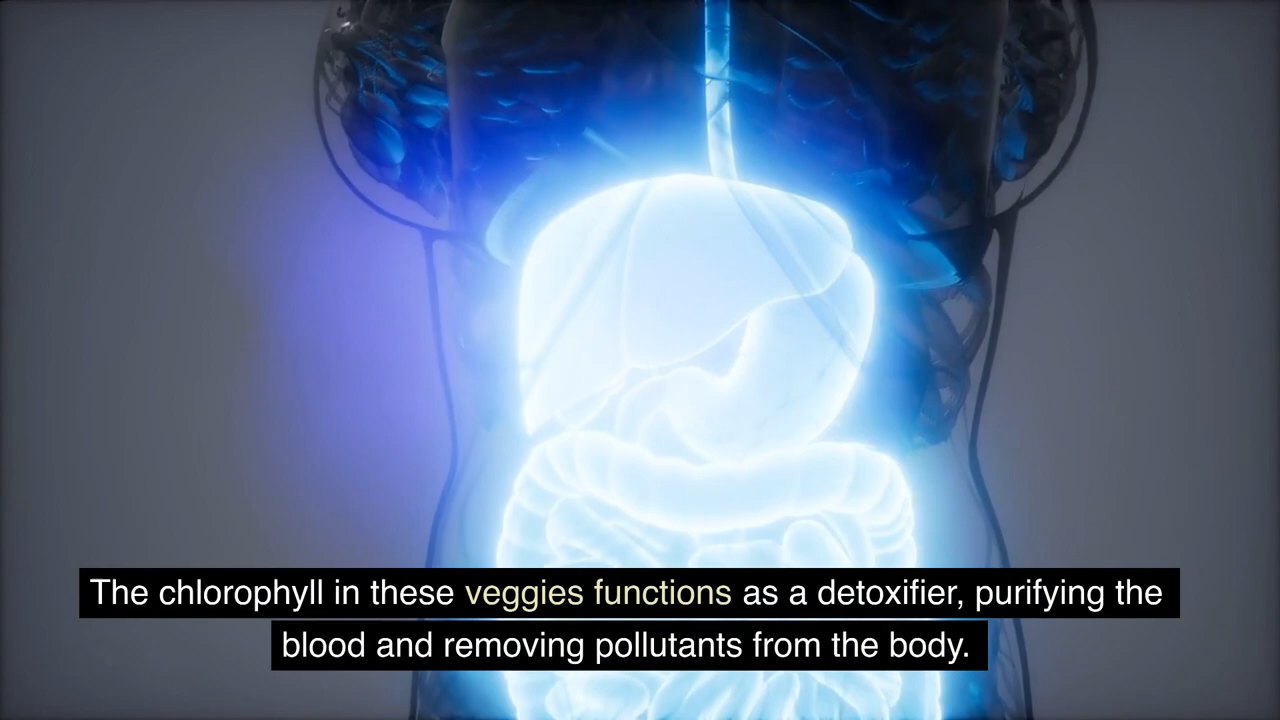 The chlorophyll in these veggies functions as a detoxifier, purifying the
blood and removing pollutants from the body.